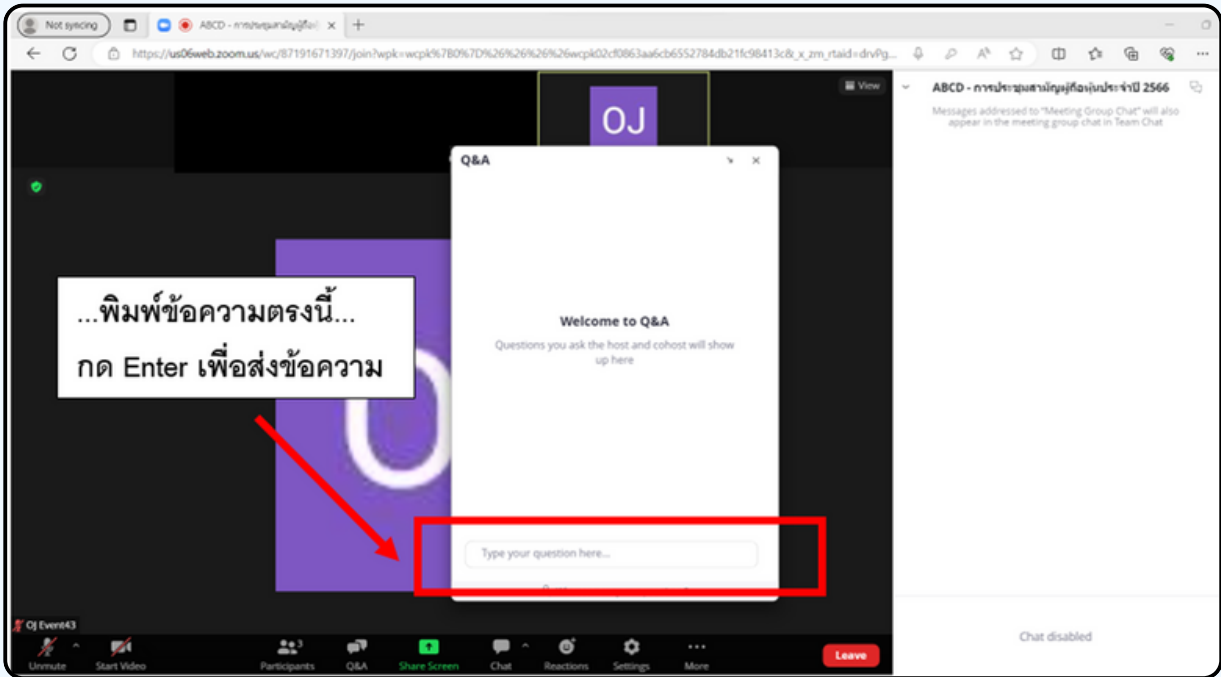 Not syncing
ABCD - การประชุมสามัญผู้ถือ
https://us06web.zoom.us/wc/87191671397/join?wpk=wcpk%7B0%7D%26%26%26%26wcpk02cf0863aa6cb6552784db21fc98413c&_x_zm_rtaid=drvPg...
OJ
View
ABCD - การประชุมสามัญผู้ถือหุ้นประจำปี 2566
Messages addressed to "Meeting Group Chat" will also
appear in the meeting group chat in Team Chat
Q&A
...พิมพ์ข้อความตรงนี้...
กด Enter เพื่อส่งข้อความ
Welcome to Q&A
Questions you ask the host and cohost will show
up here
Type your question here...
OJ Event43
Chat disabled
Unmute
Start Video
3
Participants
Q&A
Share Screen
Chat
Reactions
Settings
More
Leave